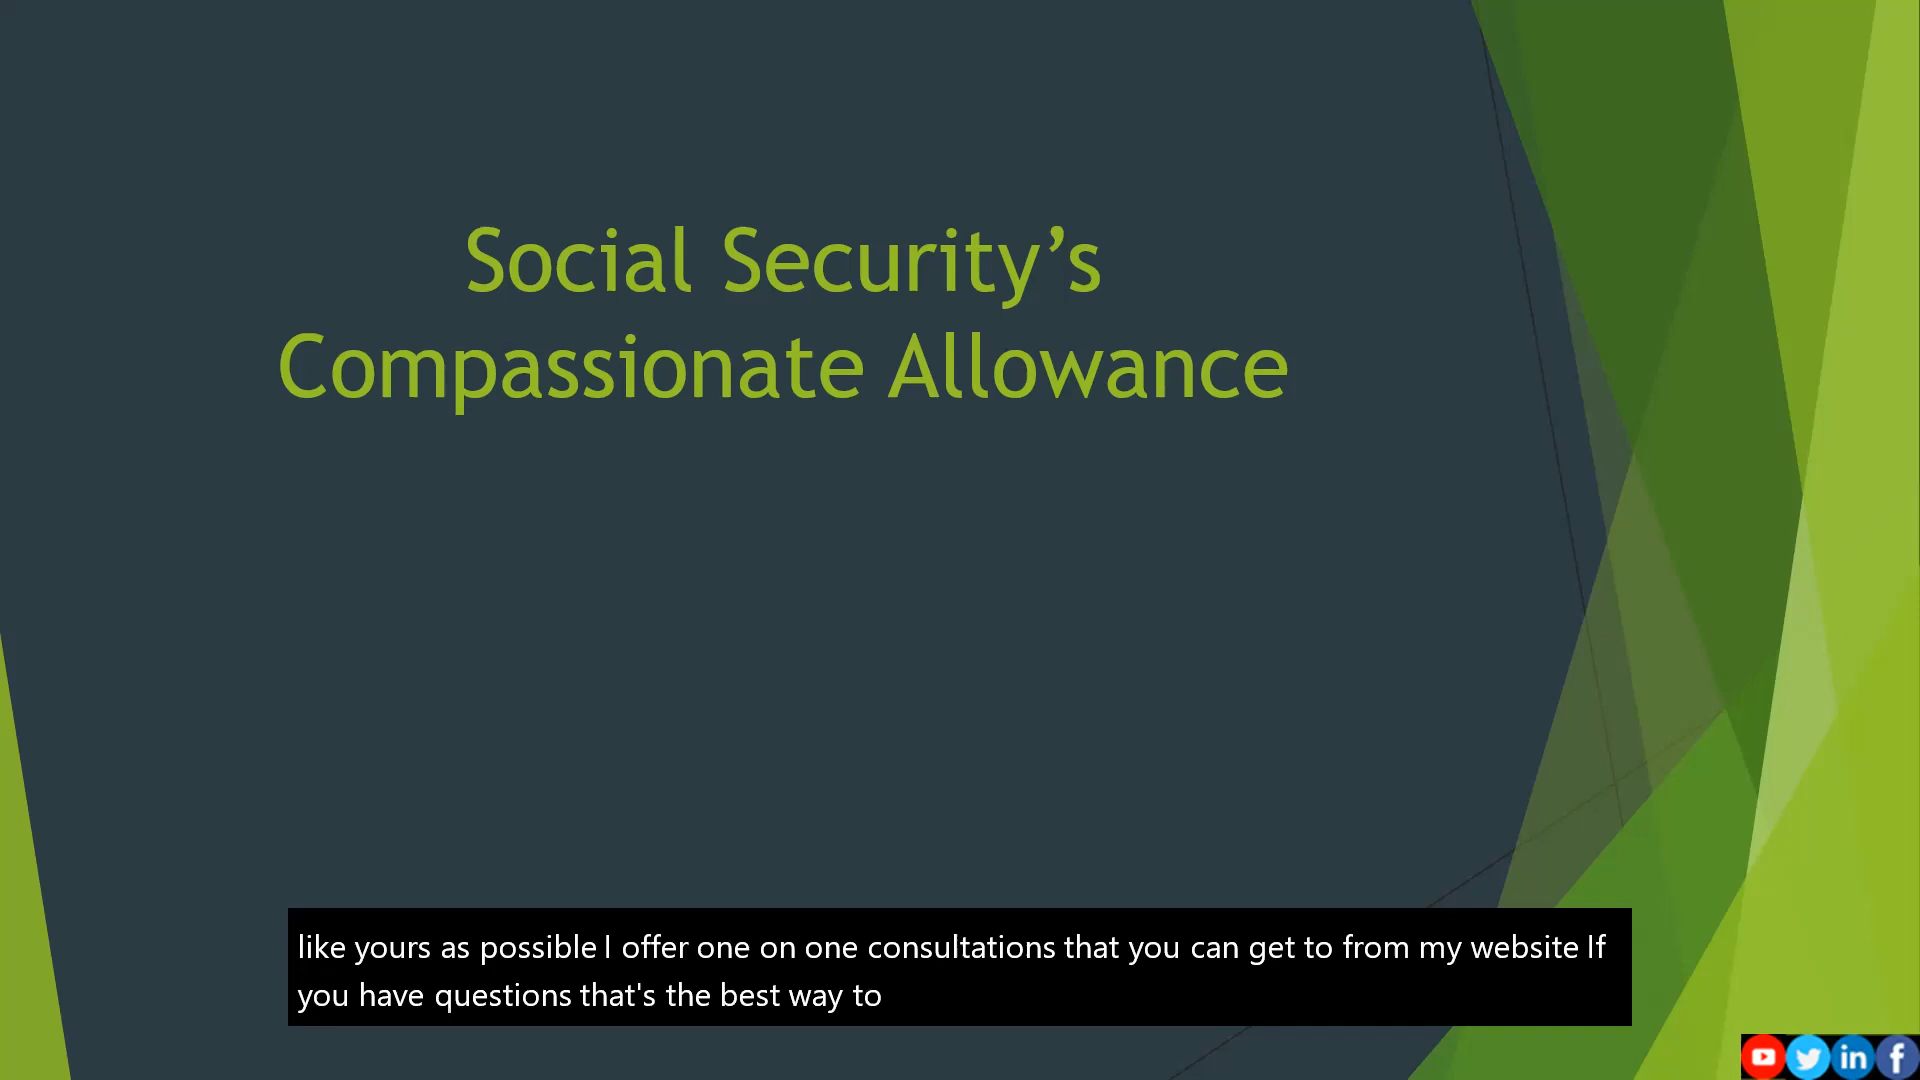 Social Security’s
Compassionate Allowance
like yours as possible I offer one on one consultations that you can get to from my website If
you have questions that's the best way to
in
f